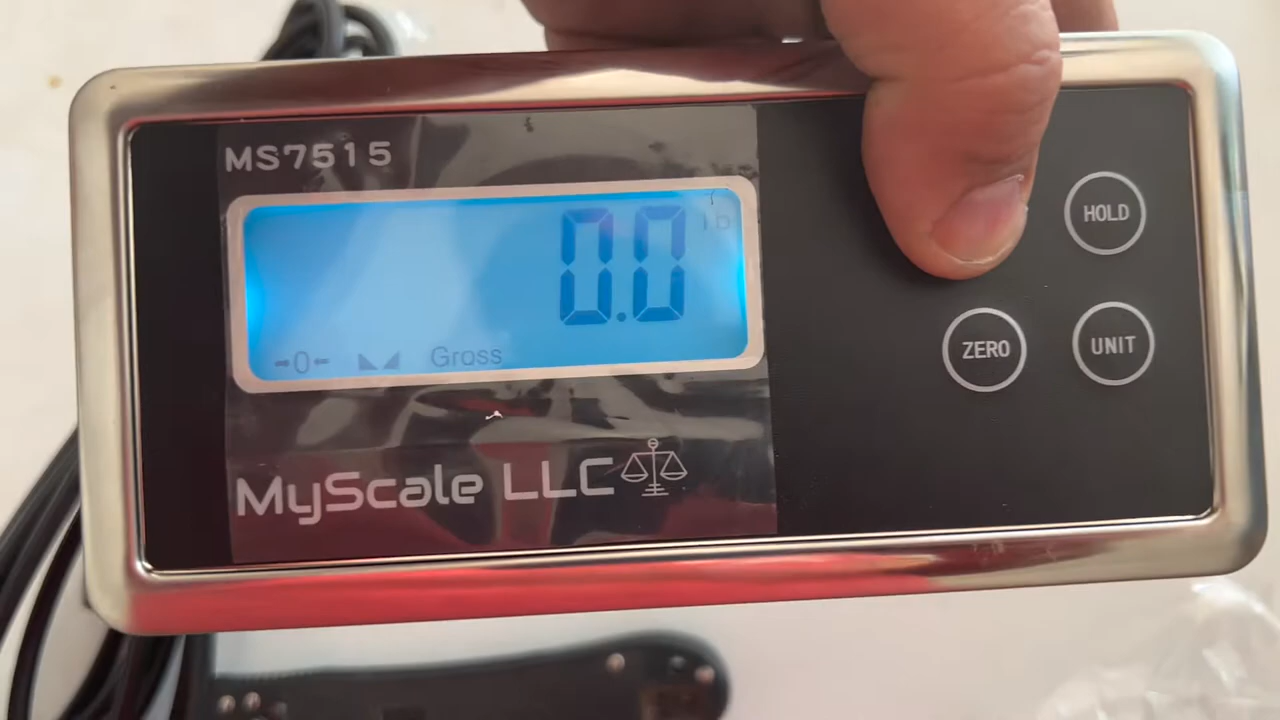 MS7515
0.0 lb
→0← Gross
HOLD
ZERO UNIT
MyScale LLC